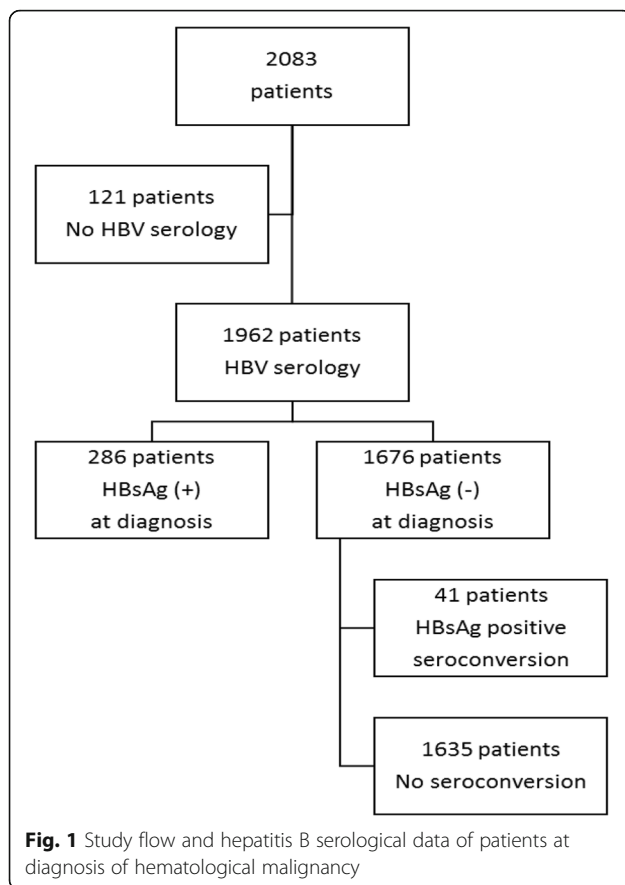 2083
patients
121 patients
No HBV serology
1962 patients
HBV serology
286 patients
HBsAg (+)
at diagnosis
1676 patients
HBsAg (-)
at diagnosis
41 patients
HBsAg positive
seroconversion
1635 patients
No seroconversion
Fig. 1 Study flow and hepatitis B serological data of patients at
diagnosis of hematological malignancy